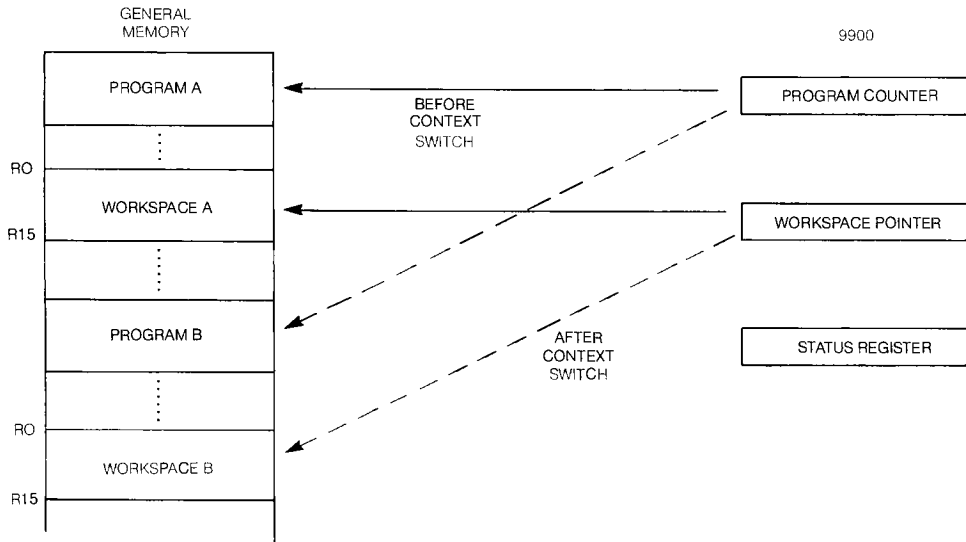 GENERAL
MEMORY
9900
PROGRAM A
PROGRAM COUNTER
BEFORE
CONTEXT
SWITCH
RO
WORKSPACE A
WORKSPACE POINTER
R15
PROGRAM B
AFTER
CONTEXT
SWITCH
STATUS REGISTER
RO
WORKSPACE B
R15